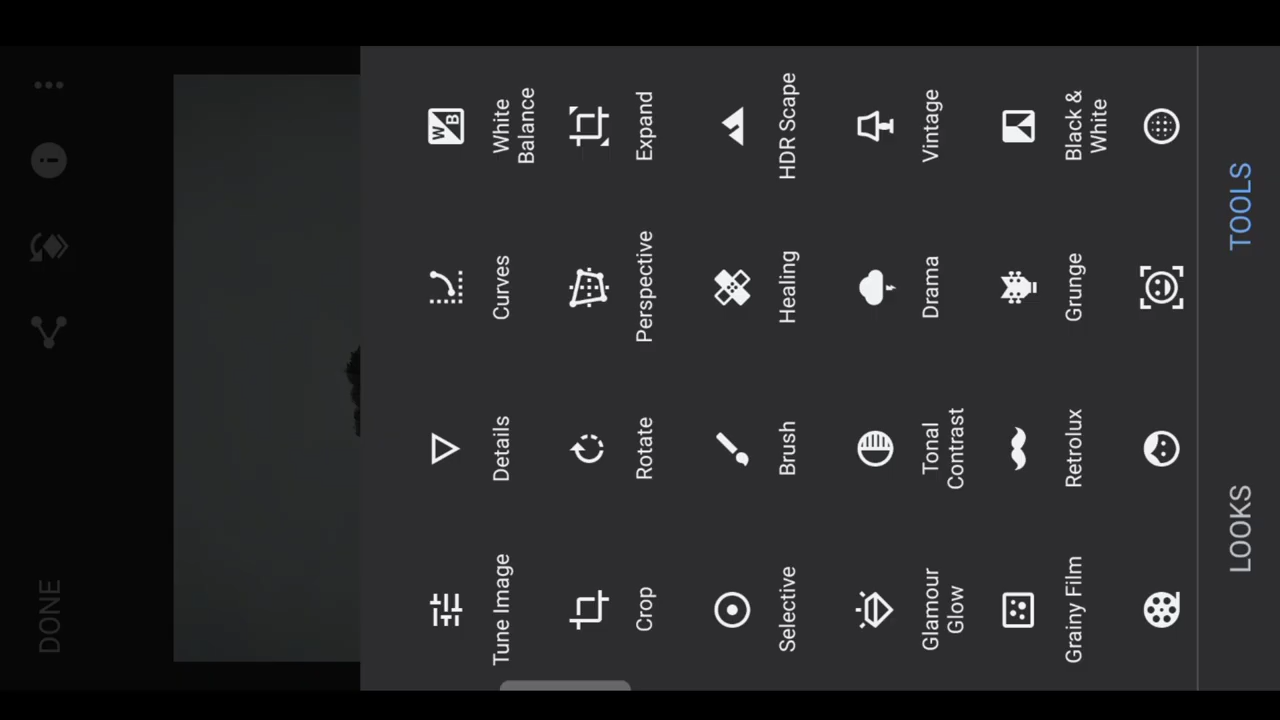 DONE
Tune Image
Details
Curves
White
Balance
Crop
Rotate
Perspective
Expand
Selective
Brush
Healing
HDR Scape
Glamour
Glow
Tonal
Contrast
Drama
Vintage
Grainy Film
Retrolux
Grunge
Black &
White
LOOKS
TOOLS